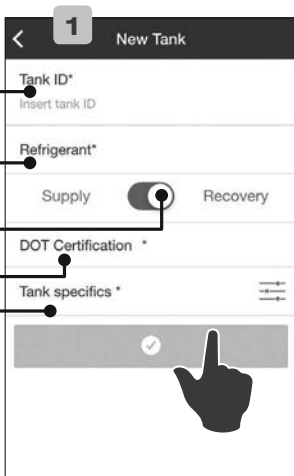 1
New Tank
Tank ID*
Insert tank ID
Refrigerant*
Supply Recovery
DOT Certification *
Tank specifics *